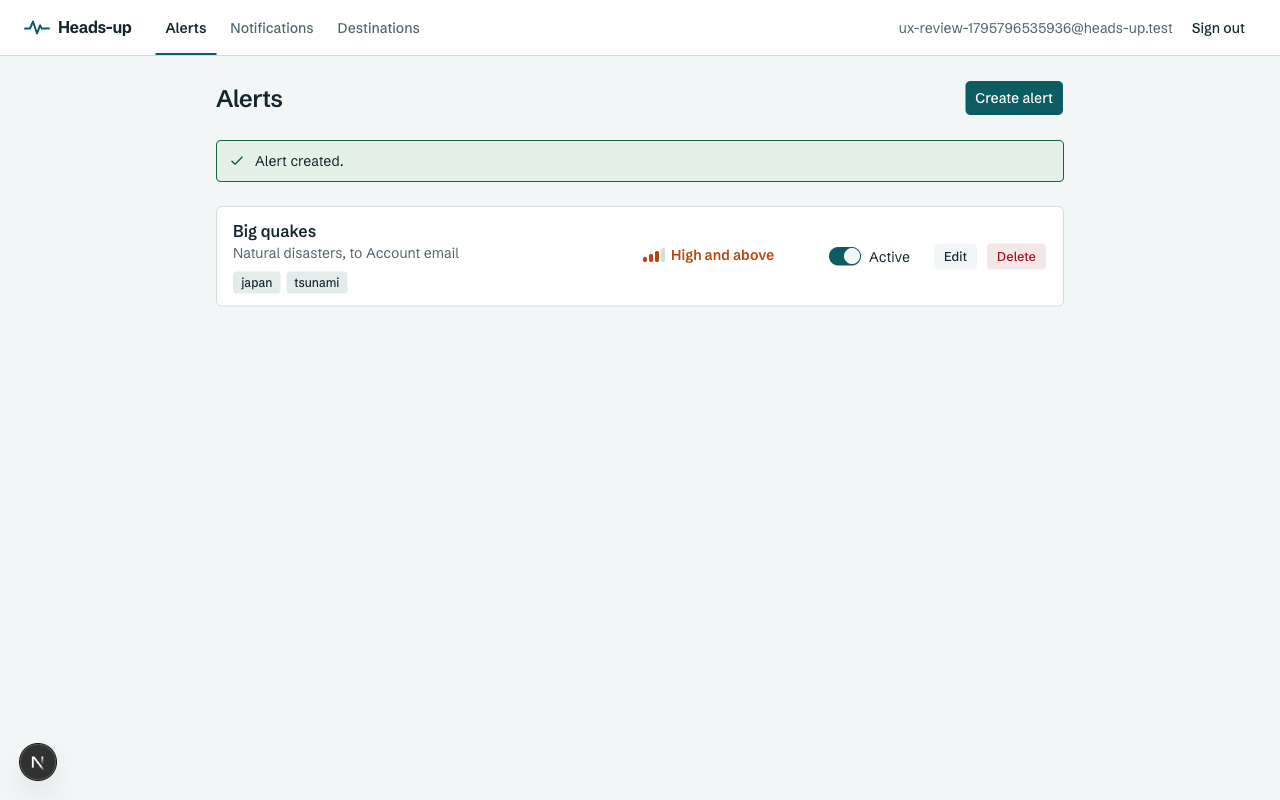 Heads-up
Alerts
Notifications
Destinations
ux-review-1795796535936@heads-up.test
Sign out
Alerts
Create alert
Alert created.
Big quakes
Natural disasters, to Account email
japan
tsunami
High and above
Active
Edit
Delete
N